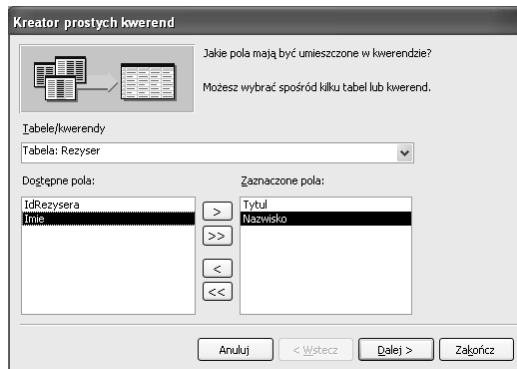 Kreator prostych kwerend
Jakie pola mają być umieszczone w kwerendzie?
Możesz wybrać spośród kilku tabel lub kwerend.
Tabele/kwerendy
Tabela: Rezyser
Dostępne pola:
Zaznaczone pola:
IdRezysera
Imie
>
>>
<
<<
Tytul
Nazwisko
Anuluj
< Wstecz
Dalej >
Zakończ